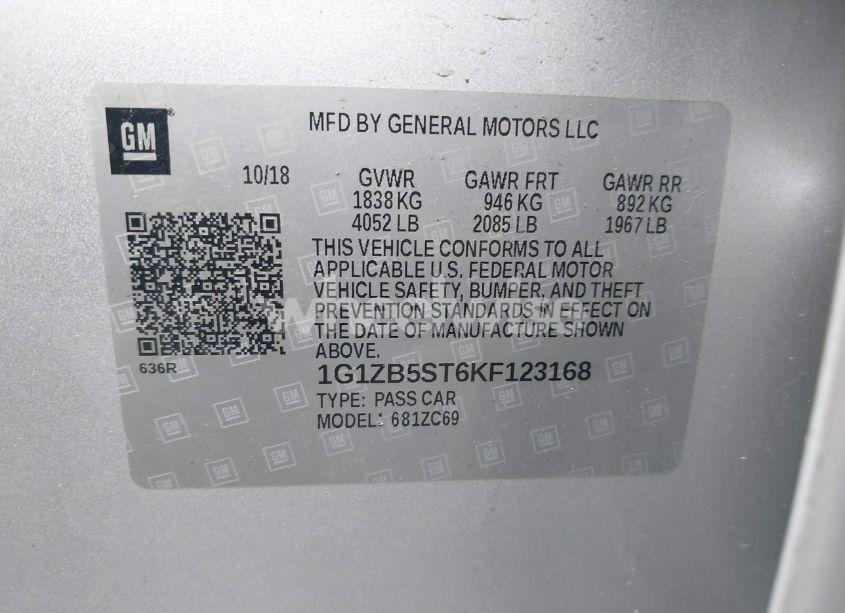 GM
MFD BY GENERAL MOTORS LLC
10/18 GVWR GAWR FRT GAWR RR
1838 KG 946 KG 892 KG
4052 LB 2085 LB 1967 LB
THIS VEHICLE CONFORMS TO ALL
APPLICABLE U.S. FEDERAL MOTOR
VEHICLE SAFETY, BUMPER, AND THEFT
PREVENTION STANDARDS IN EFFECT ON
THE DATE OF MANUFACTURE SHOWN
ABOVE.
636R
1G1ZB5ST6KF123168
TYPE: PASS CAR
MODEL: 681ZC69